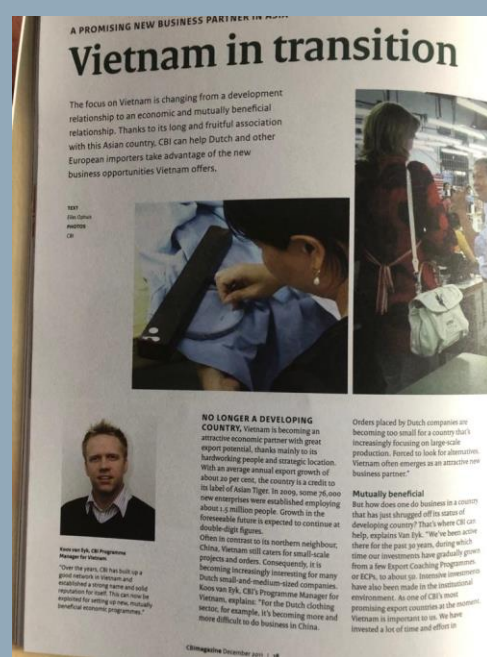 A PROMISING NEW BUSINESS PARTNER IN ASIA
Vietnam in transition
The focus on Vietnam is changing from a development
relationship to an economic and mutually beneficial
relationship. Thanks to its long and fruitful association
with this Asian country, CBI can help Dutch and other
European importers take advantage of the new
business opportunities Vietnam offers.
TEXT
PHOTOS
CBI
NO LONGER A DEVELOPING
COUNTRY, Vietnam is becoming an
attractive economic partner with great
export potential, thanks mainly to its
hardworking people and strategic location.
With an average annual export growth of
about 20 per cent, the country is a credit to
its label of Asian Tiger. In 2009, some 76,000
new enterprises were established employing
about 1.5 million people. Growth in the
foreseeable future is expected to continue at
double-digit figures.
Often in contrast to its northern neighbour,
China, Vietnam still caters for small-scale
projects and orders. Consequently, it is
becoming increasingly interesting for many
Dutch small-and-medium-sized companies.
Koos van Eyk, CBI's Programme Manager for
Vietnam, explains: "For the Dutch clothing
sector, for example, it's becoming more and
more difficult to do business in China.
Orders placed by Dutch companies are
becoming too small for a country that's
increasingly focusing on large-scale
production. Forced to look for alternatives,
Vietnam often emerges as an attractive new
business partner."
Mutually beneficial
But how does one do business in a country
that has just shrugged off its status of
developing country? That's where CBI can
help, explains Van Eyk. "We've been active
there for the past 30 years, during which
time our investments have gradually grown
from a few Export Coaching Programmes,
or ECPs, to about 50. Intensive investments
have also been made in the institutional
environment. As one of CBI's most
promising export countries at the moment,
Vietnam is important to us. We have
invested a lot of time and effort in
Koos van Eyk, CBI Programme
Manager for Vietnam.
"Over the years, CBI has built up a
good network in Vietnam and
established a strong name and solid
reputation for itself. This can now be
exploited for setting up new, mutually
beneficial economic programmes."
CBImagazine December 2011 |